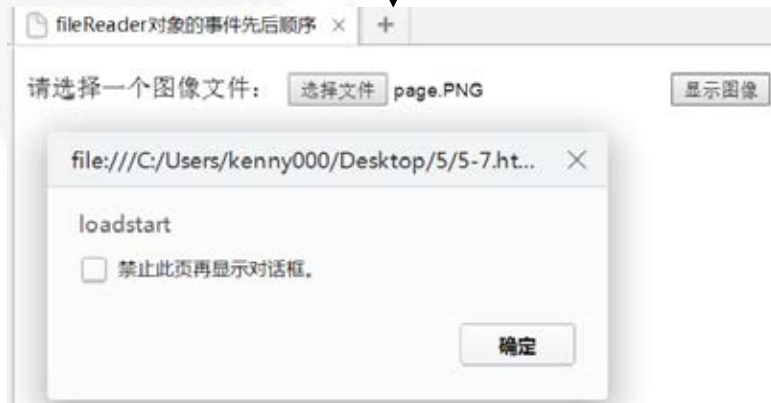 fileReader对象的事件先后顺序 × +
请选择一个图像文件： 选择文件 page.PNG 显示图像
file:///C:/Users/kenny000/Desktop/5/5-7.ht...
loadstart
禁止此页再显示对话框。
确定